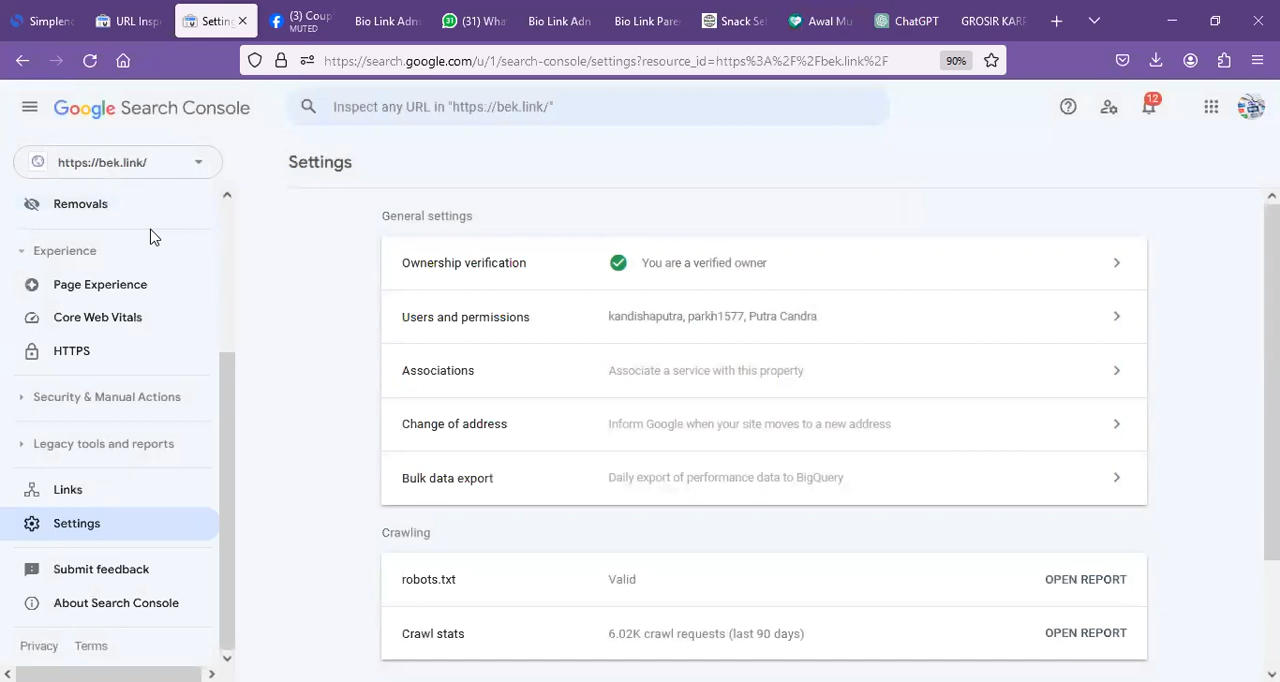 Simplenc
URL Insp
Setting
(3) Coup
MUTED
Bio Link Adm
(31) Wha
Bio Link Adn
Bio Link Pare
Snack Se
Awal Mu
ChatGPT
GROSIR KAR
https://search.google.com/u/1/search-console/settings?resource_id=https%3A%2F%2Fbek.link%2F
90%
Google Search Console
Inspect any URL in "https://bek.link/"
12
https://bek.link/
Settings
Removals
Experience
Page Experience
Core Web Vitals
HTTPS
Security & Manual Actions
Legacy tools and reports
Links
Settings
Submit feedback
About Search Console
Privacy Terms
General settings
Ownership verification You are a verified owner
Users and permissions kandishaputra, parkh1577, Putra Candra
Associations Associate a service with this property
Change of address Inform Google when your site moves to a new address
Bulk data export Daily export of performance data to BigQuery
Crawling
robots.txt Valid OPEN REPORT
Crawl stats 6.02K crawl requests (last 90 days) OPEN REPORT